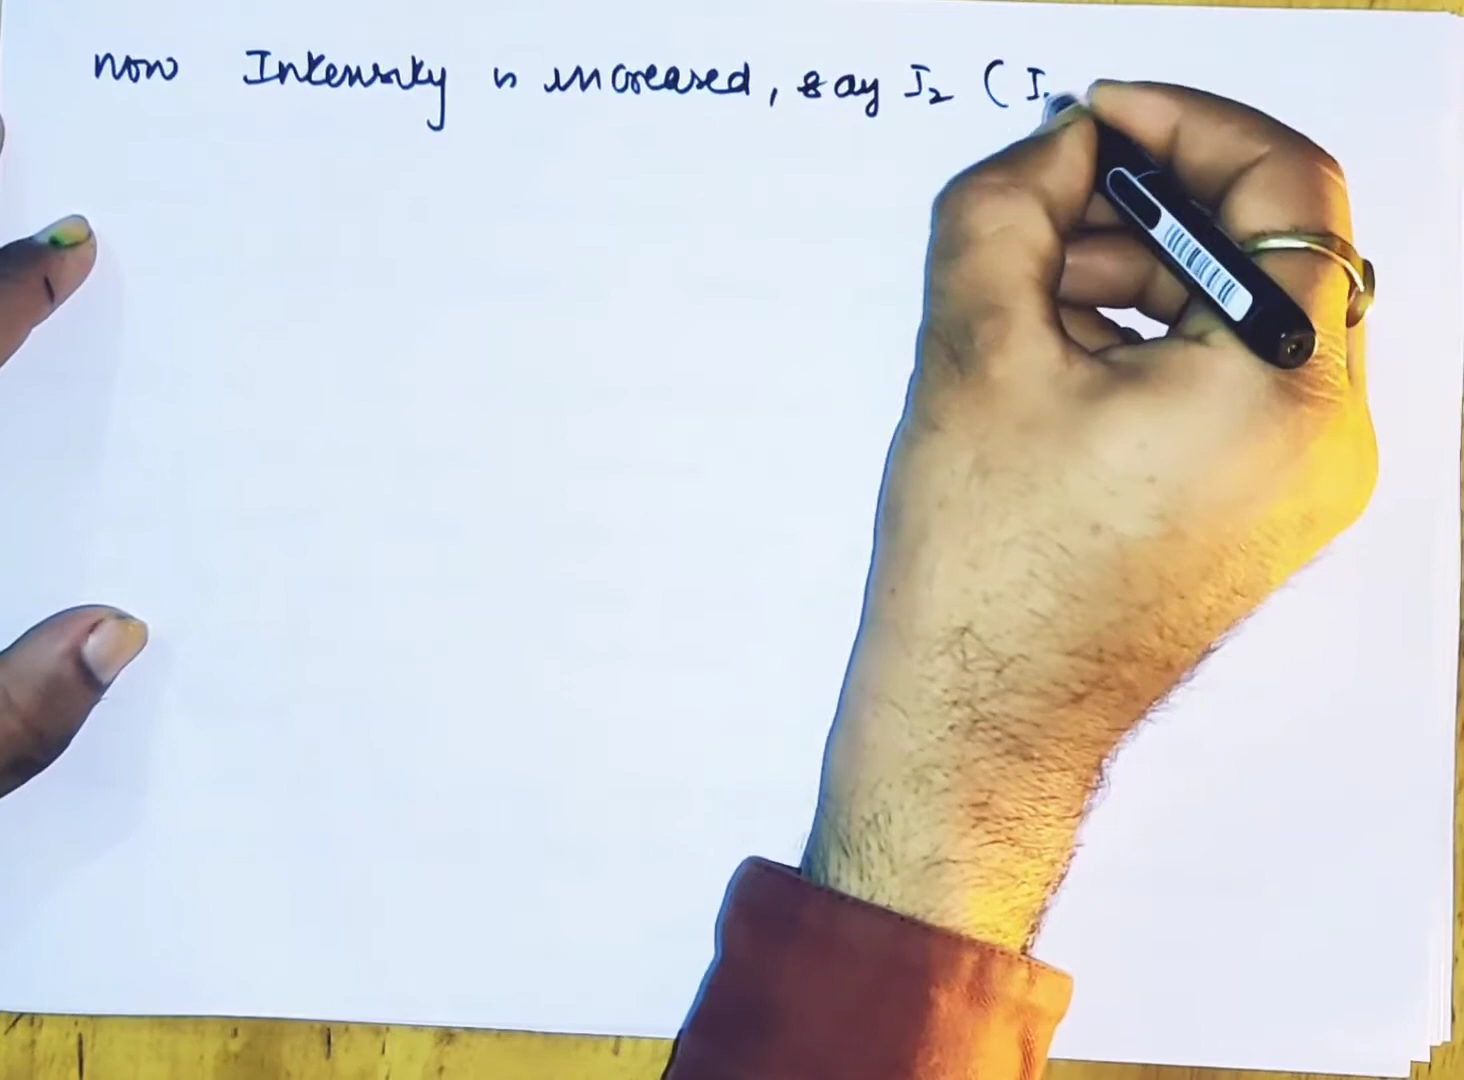 now Intensity is increased, say I₂ (I